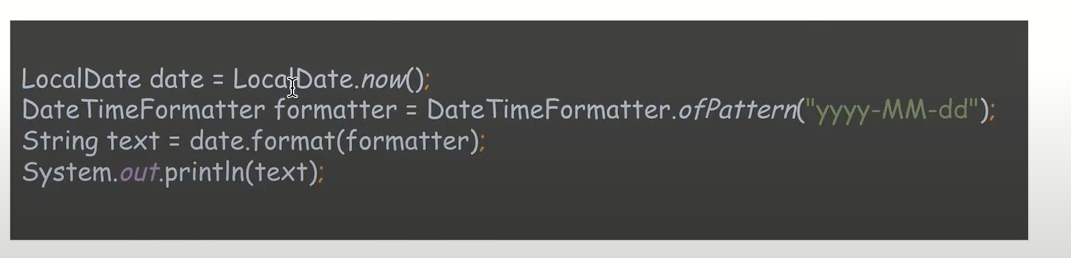 LocalDate date = LocalDate.now();
DateTimeFormatter formatter = DateTimeFormatter.ofPattern("yyyy-MM-dd");
String text = date.format(formatter);
System.out.println(text);